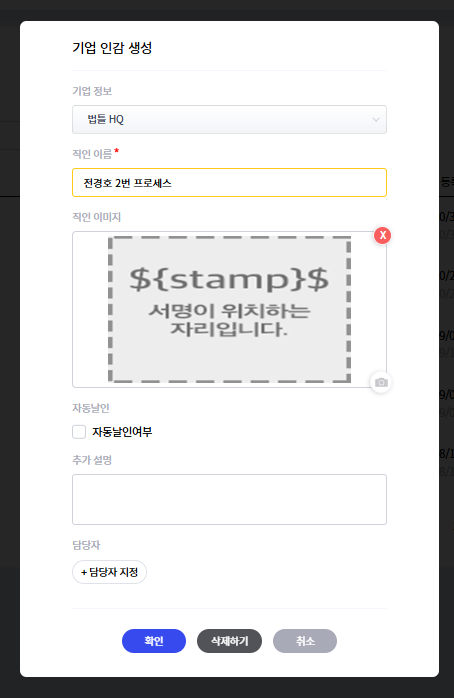 기업 인감 생성
기업 정보
법틀 HQ
직인 이름 *
전경호 2번 프로세스
직인 이미지
X
${stamp}$
서명이 위치하는
자리입니다.
자동날인
자동날인여부
추가 설명
담당자
+ 담당자 지정
확인 삭제하기 취소